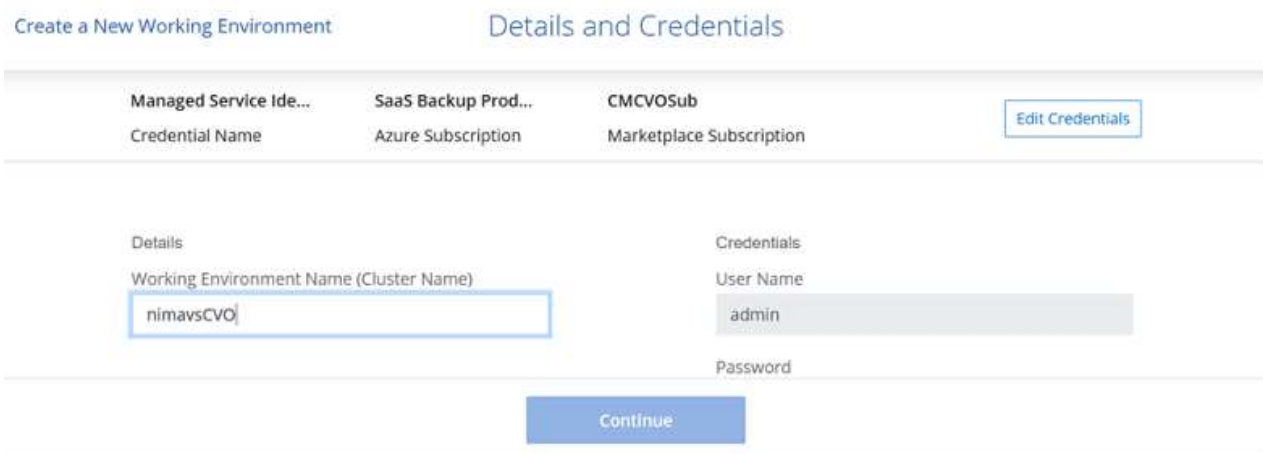 Create a New Working Environment
Details and Credentials
Managed Service Ide...
SaaS Backup Prod...
CMCVOSub
Credential Name
Azure Subscription
Marketplace Subscription
Edit Credentials
Details
Credentials
Working Environment Name (Cluster Name)
User Name
nimavsCVO
admin
Password
Continue